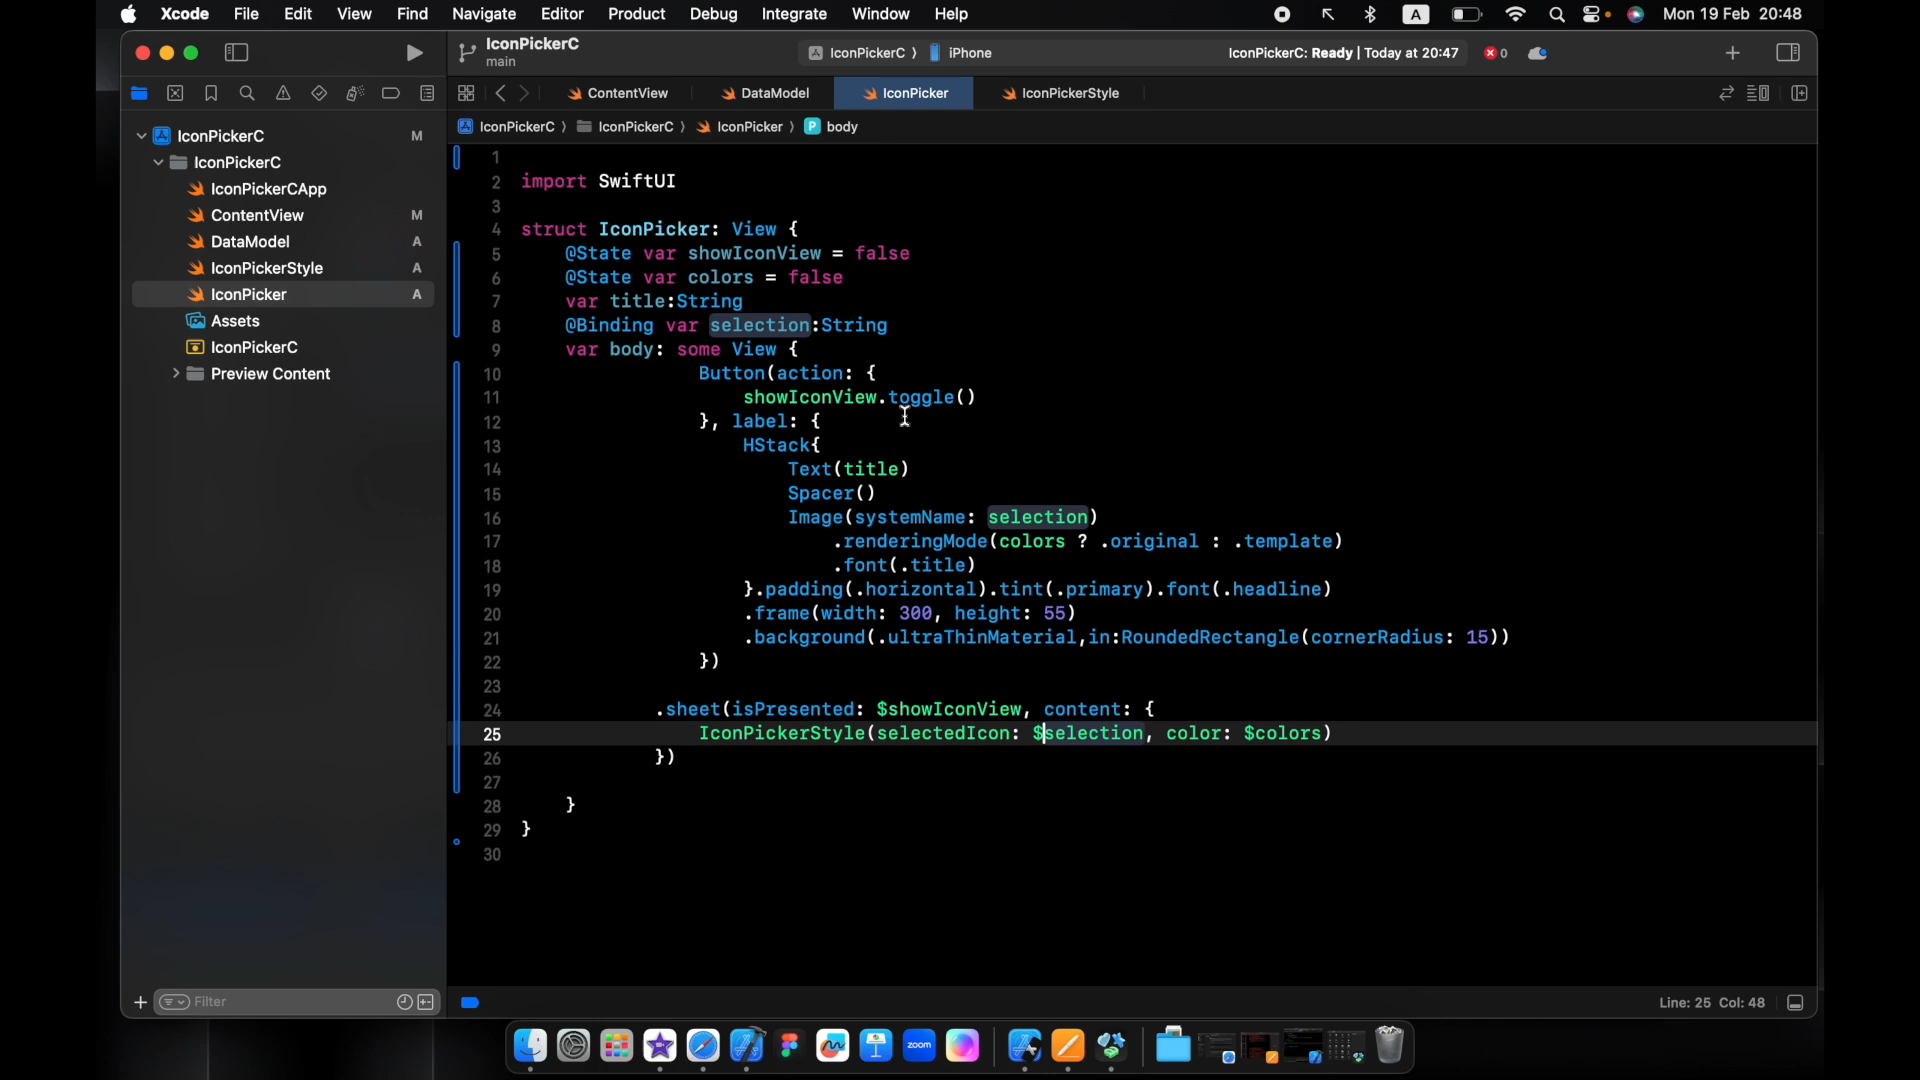 Xcode File Edit View Find Navigate Editor Product Debug Integrate Window Help A Mon 19 Feb 20:48
IconPickerC
main
IconPickerC ⟩ iPhone
IconPickerC: Ready | Today at 20:47
0
ContentView DataModel IconPicker IconPickerStyle
IconPickerC ⟩ IconPickerC ⟩ IconPicker ⟩ P body
IconPickerC M
IconPickerC
IconPickerCApp
ContentView M
DataModel A
IconPickerStyle A
IconPicker A
Assets
IconPickerC
Preview Content
Filter
1
2 import SwiftUI
3
4 struct IconPicker: View {
5 @State var showIconView = false
6 @State var colors = false
7 var title:String
8 @Binding var selection:String
9 var body: some View {
10 Button(action: {
11 showIconView.toggle()
12 }, label: {
13 HStack{
14 Text(title)
15 Spacer()
16 Image(systemName: selection)
17 .renderingMode(colors ? .original : .template)
18 .font(.title)
19 }.padding(.horizontal).tint(.primary).font(.headline)
20 .frame(width: 300, height: 55)
21 .background(.ultraThinMaterial,in:RoundedRectangle(cornerRadius: 15))
22 })
23
24 .sheet(isPresented: $showIconView, content: {
25 IconPickerStyle(selectedIcon: $selection, color: $colors)
26 })
27
28 }
29 }
30
Line: 25 Col: 48
zoom